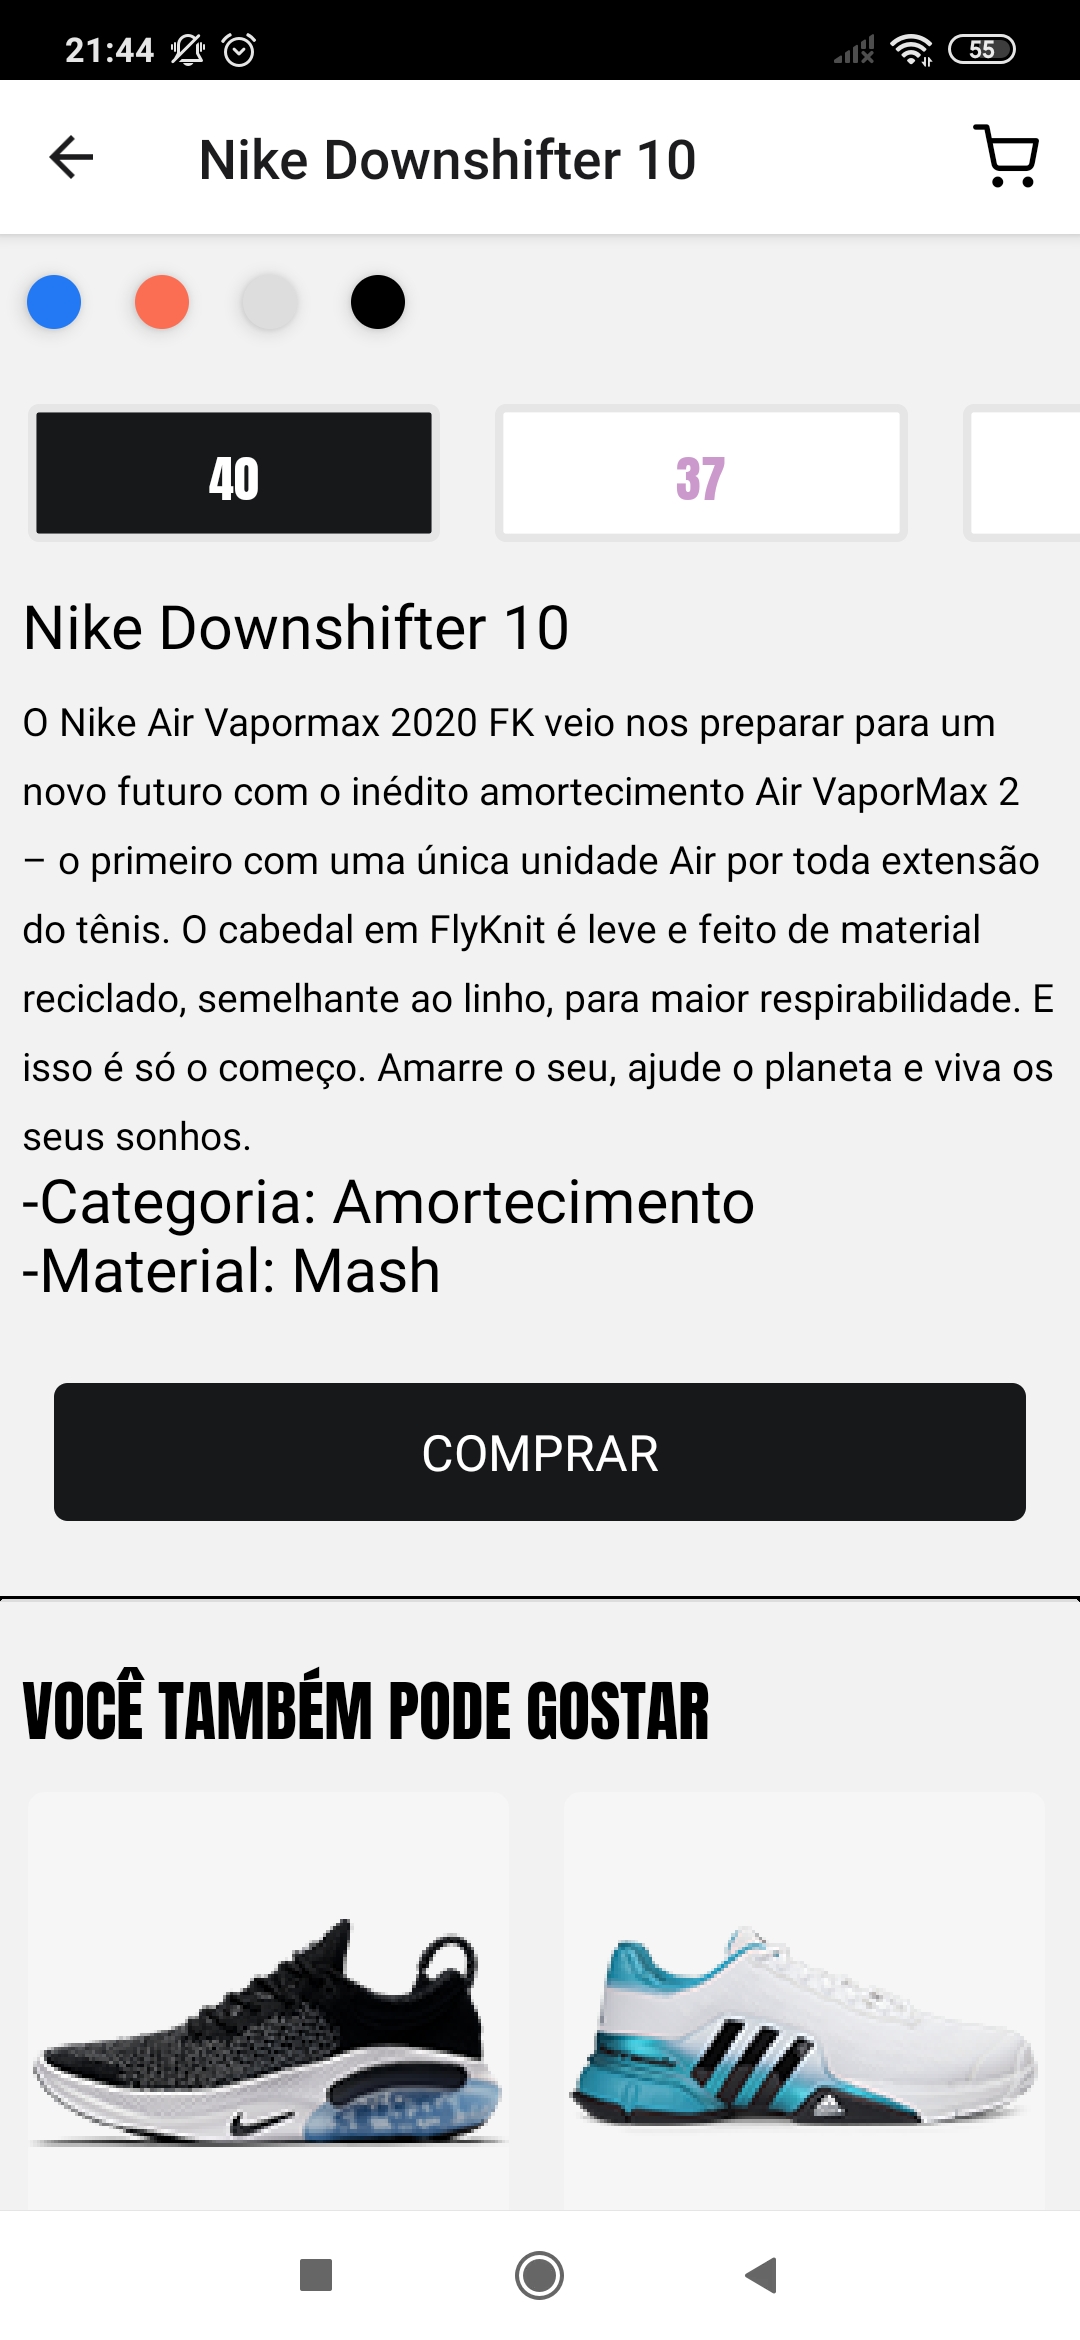 21:44
55
Nike Downshifter 10
40
37
Nike Downshifter 10
O Nike Air Vapormax 2020 FK veio nos preparar para um
novo futuro com o inédito amortecimento Air VaporMax 2
– o primeiro com uma única unidade Air por toda extensão
do tênis. O cabedal em FlyKnit é leve e feito de material
reciclado, semelhante ao linho, para maior respirabilidade. E
isso é só o começo. Amarre o seu, ajude o planeta e viva os
seus sonhos.
-Categoria: Amortecimento
-Material: Mash
COMPRAR
VOCÊ TAMBÉM PODE GOSTAR